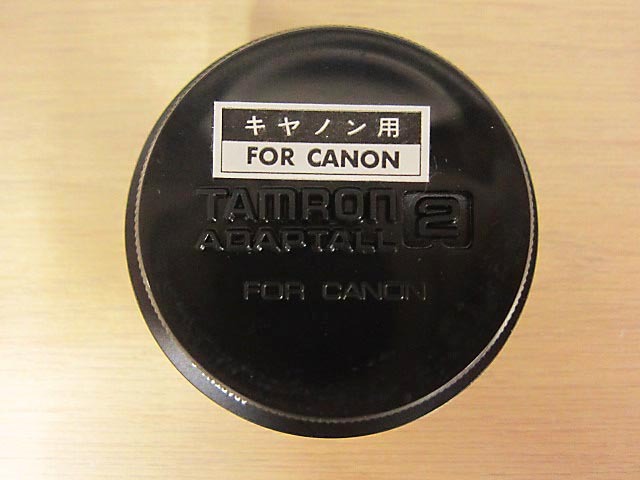 キヤノン用
FOR CANON
TAMRON
ADAPTALL 2
FOR CANON